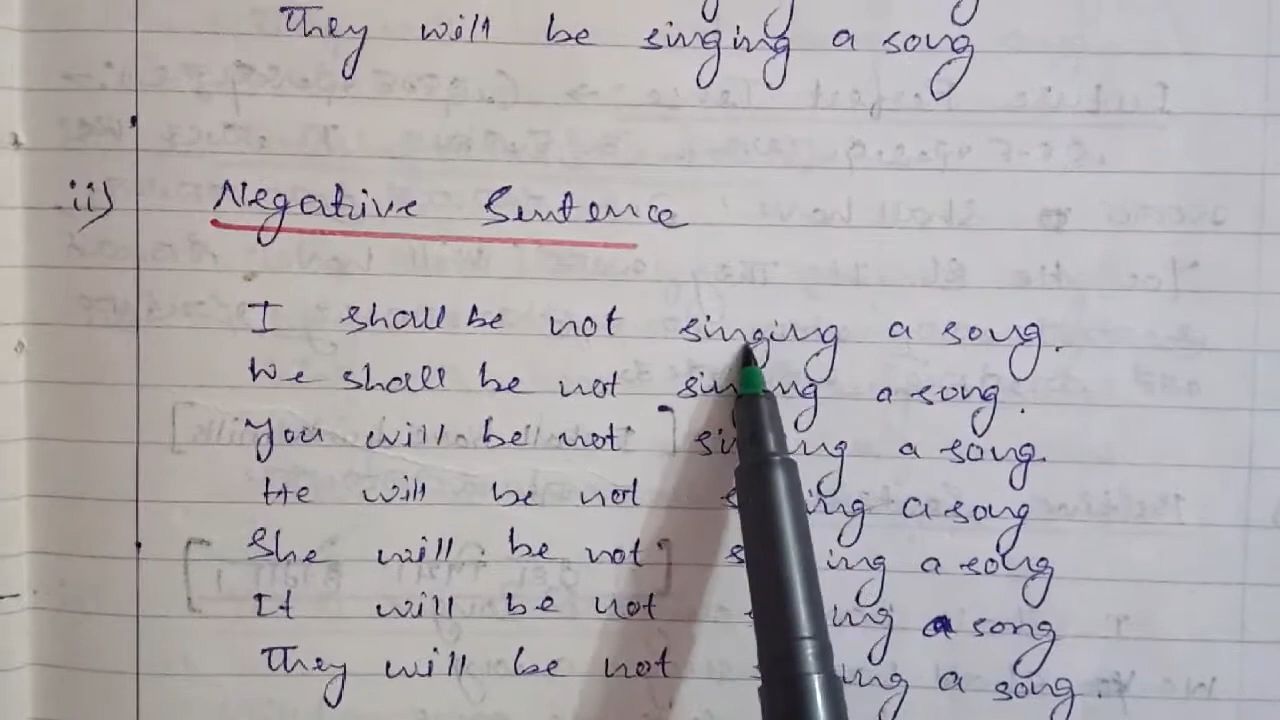 They will be singing a song
ii) Negative Sentence
I shall be not singing a song.
We shall be not singing a song.
You will be not singing a song.
He will be not singing a song
She will be not singing a song
It will be not singing a song
They will be not singing a song.